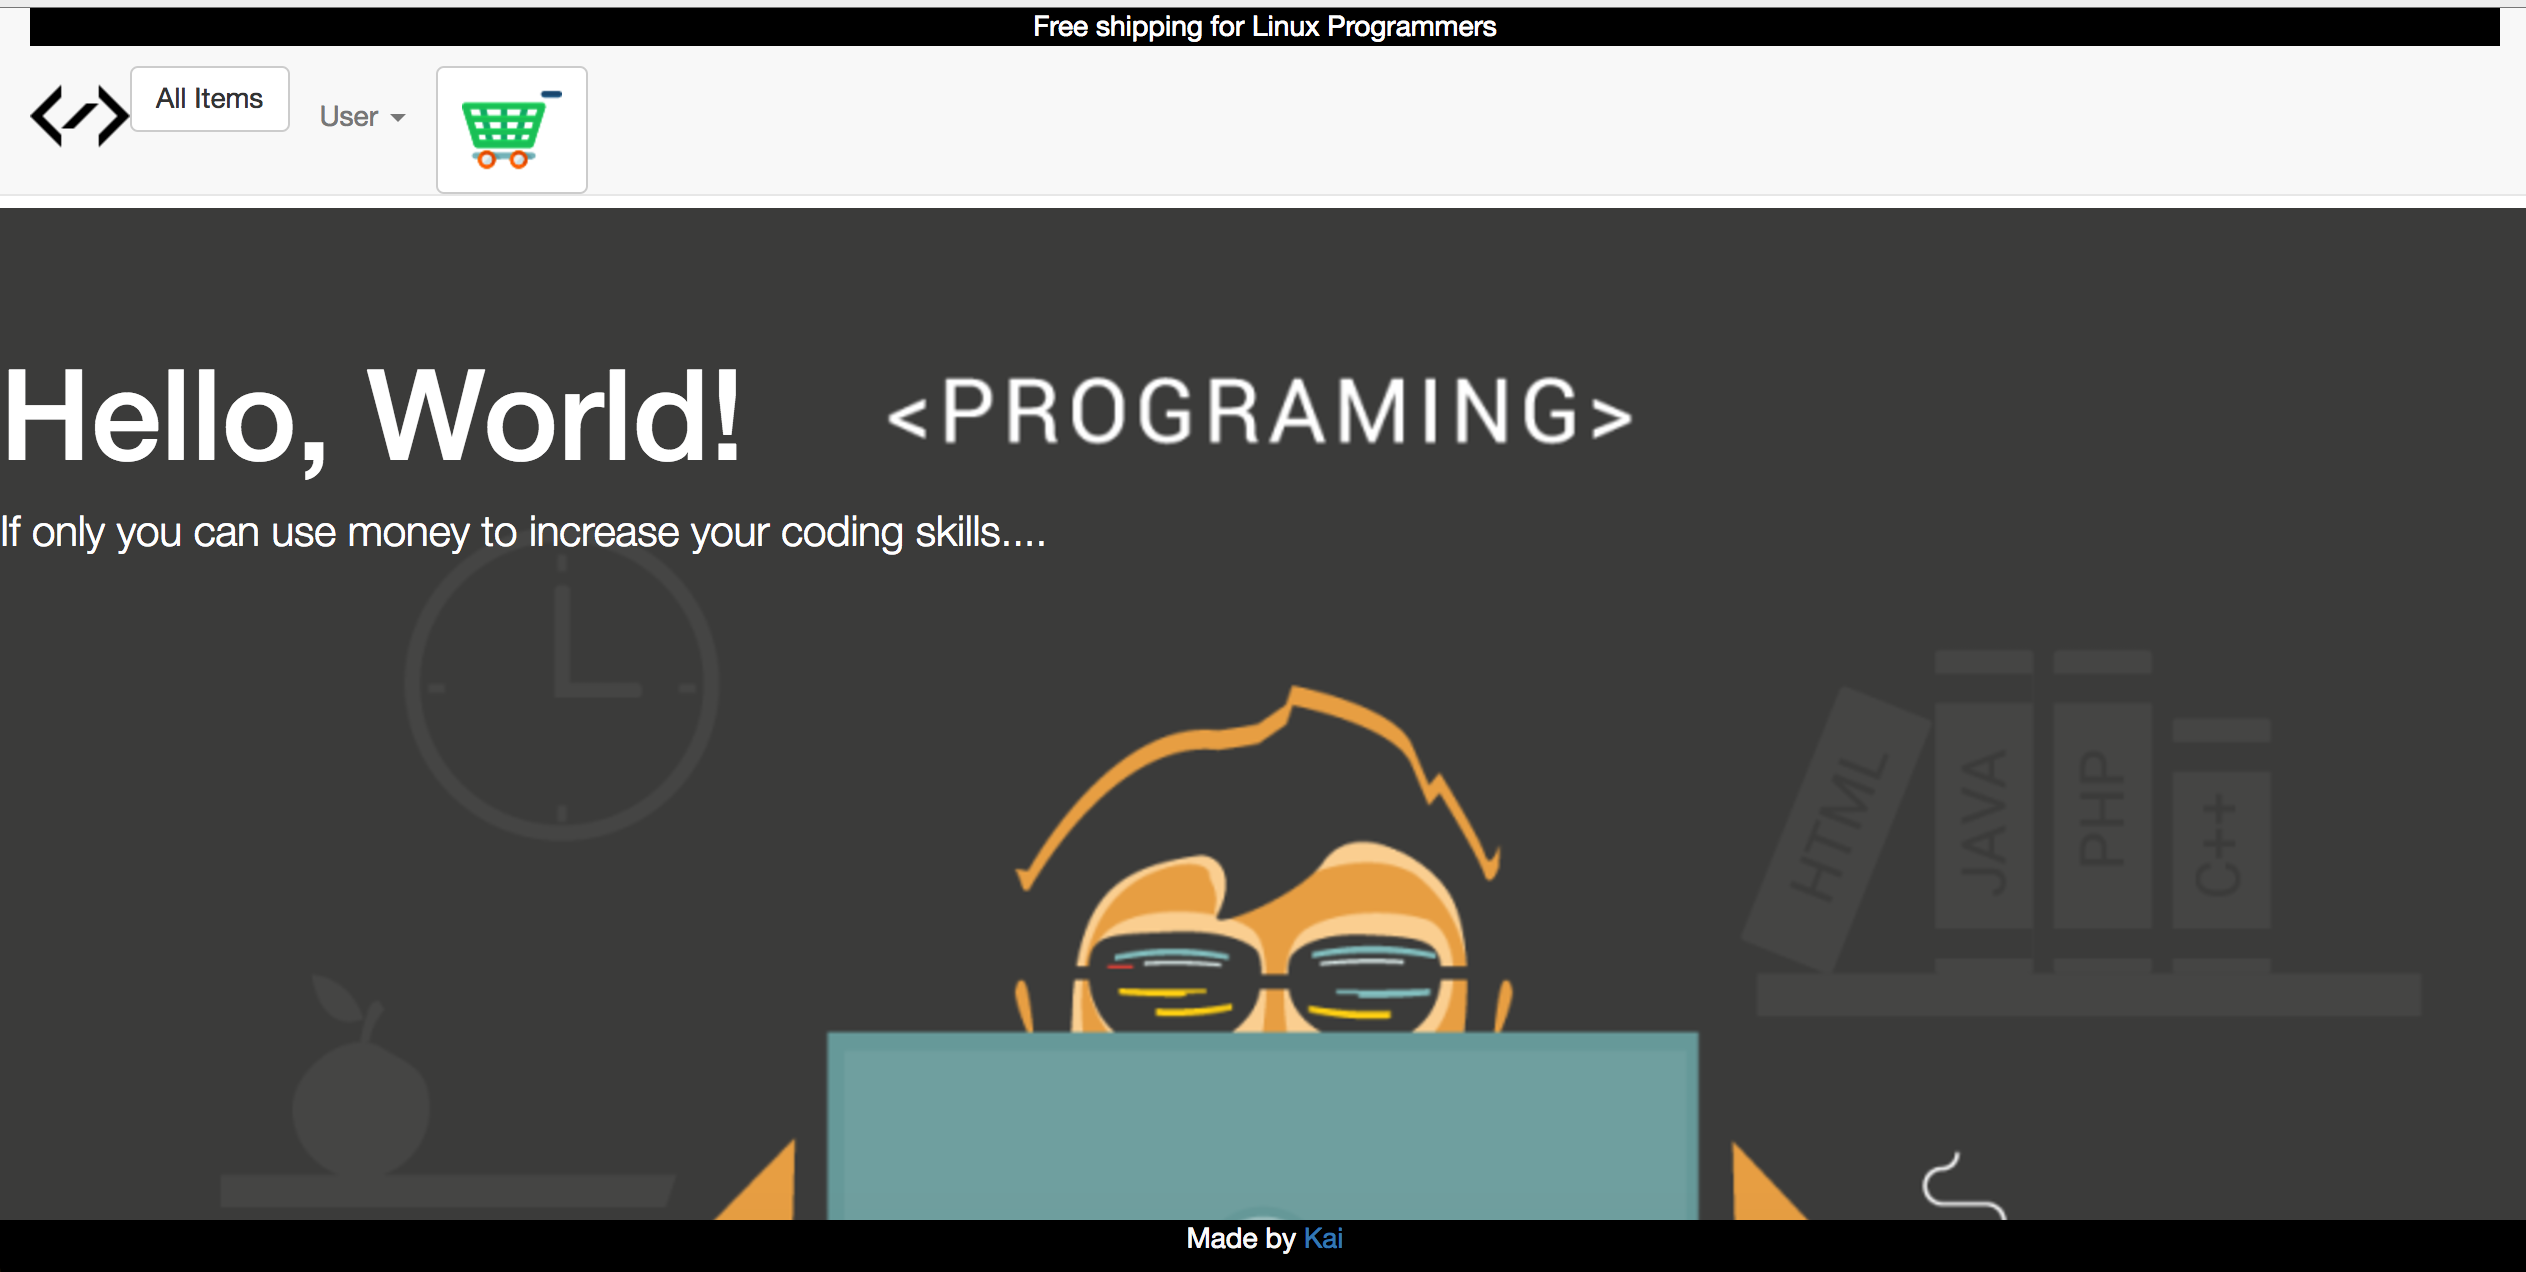 Free shipping for Linux Programmers
All Items
User
Hello, World!
<PROGRAMING>
If only you can use money to increase your coding skills....
HTML
JAVA
PHP
C++
Made by Kai